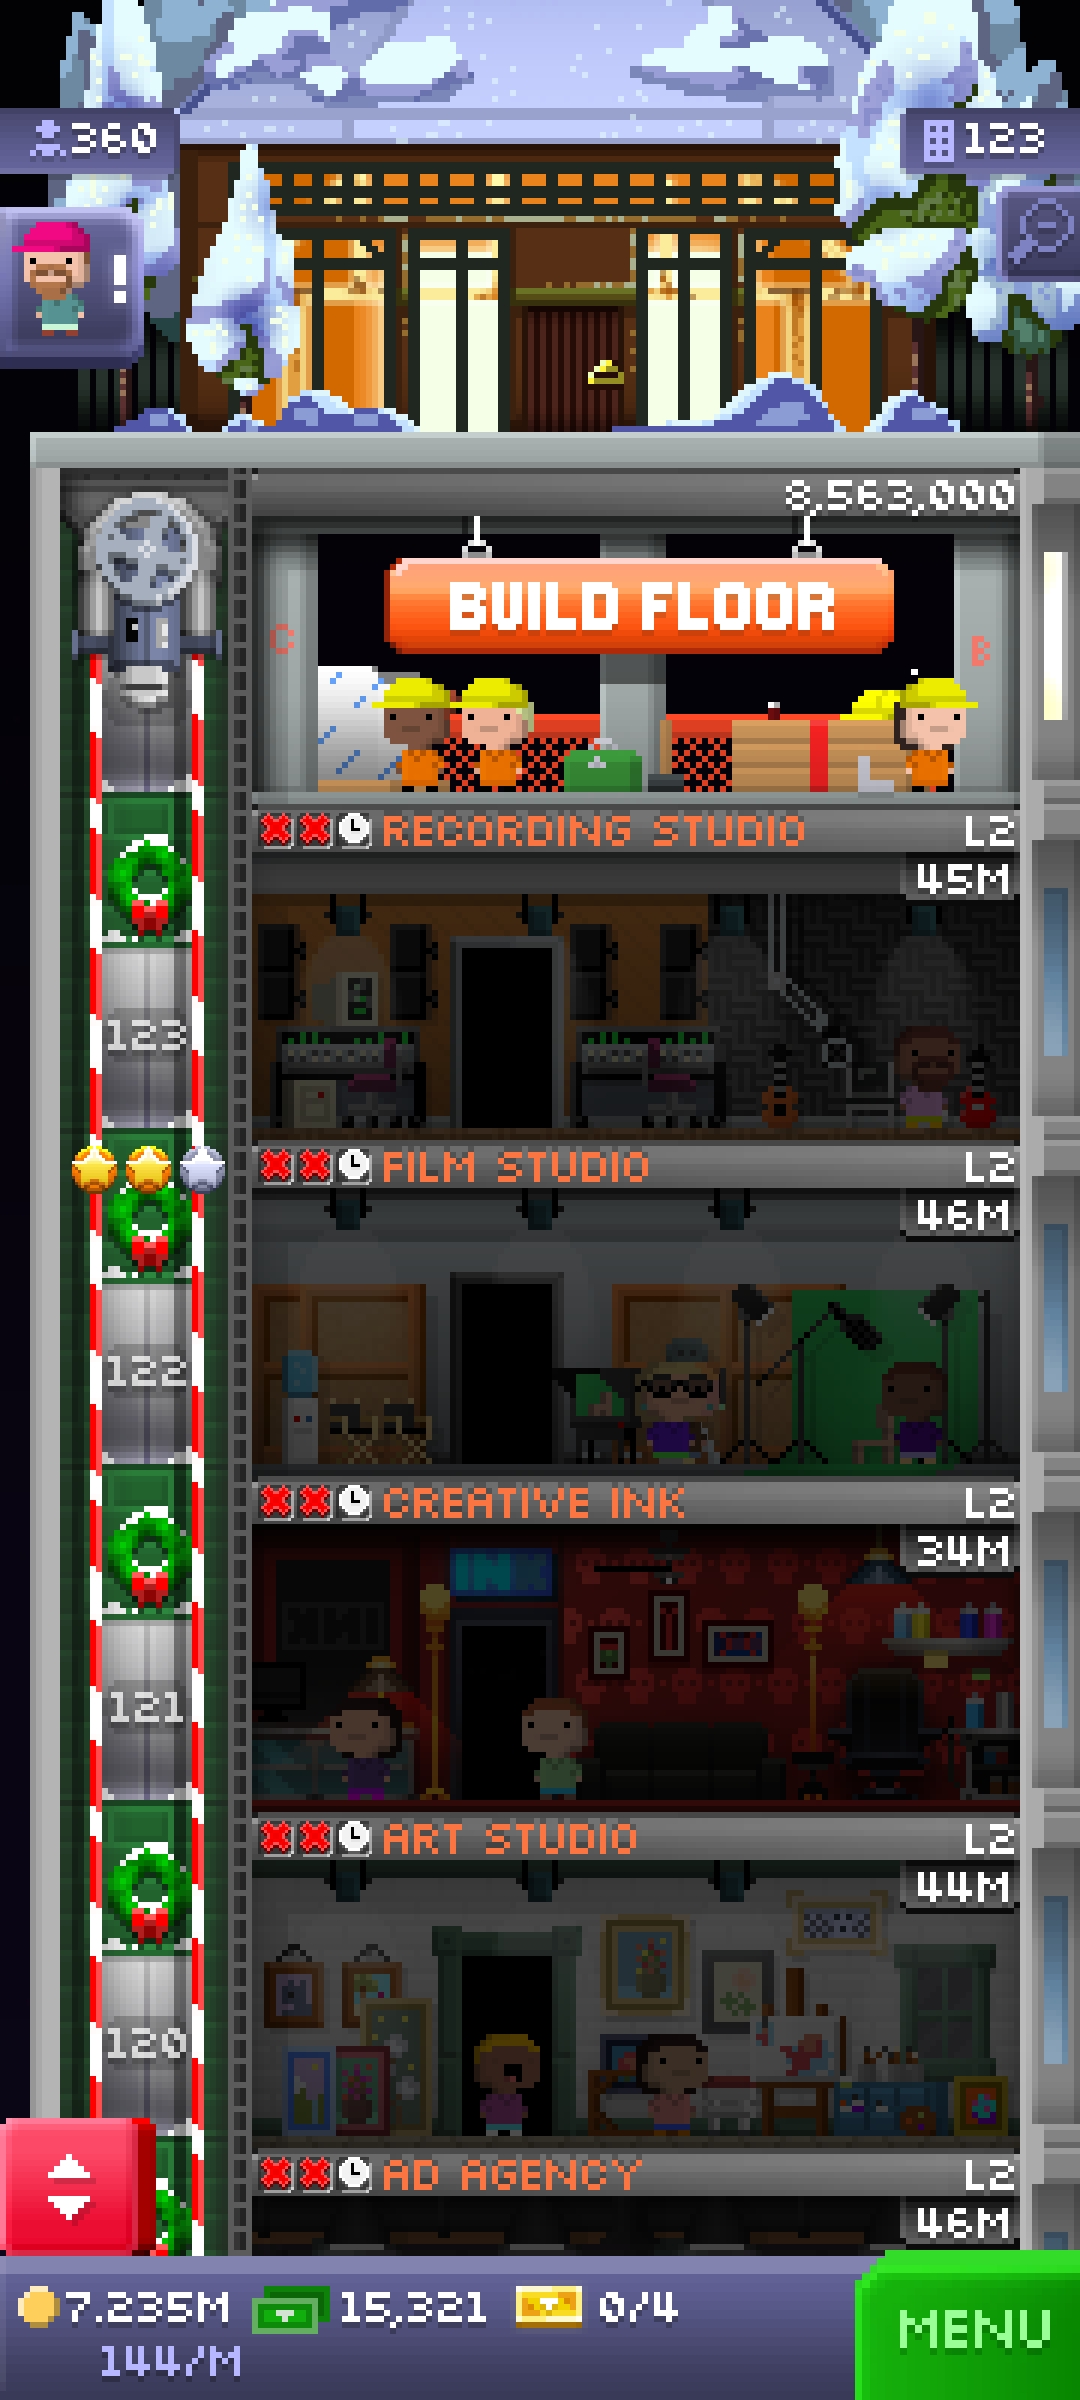 360
123
!
8,563,000
BUILD FLOOR
C
B
RECORDING STUDIO L2
45M
123
FILM STUDIO L2
46M
122
CREATIVE INK L2
34M
INK
121
ART STUDIO L2
44M
120
AD AGENCY L2
46M
7.235M 15,321 0/4
144/M
MENU